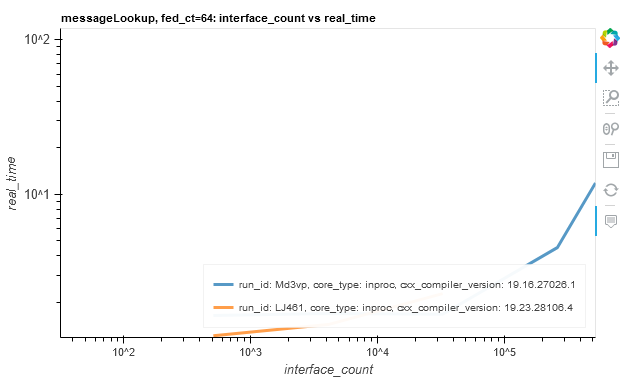 messageLookup, fed_ct=64: interface_count vs real_time
10^2
10^1
real_time
run_id: Md3vp, core_type: inproc, cxx_compiler_version: 19.16.27026.1
run_id: LJ461, core_type: inproc, cxx_compiler_version: 19.23.28106.4
10^2 10^3 10^4 10^5
interface_count